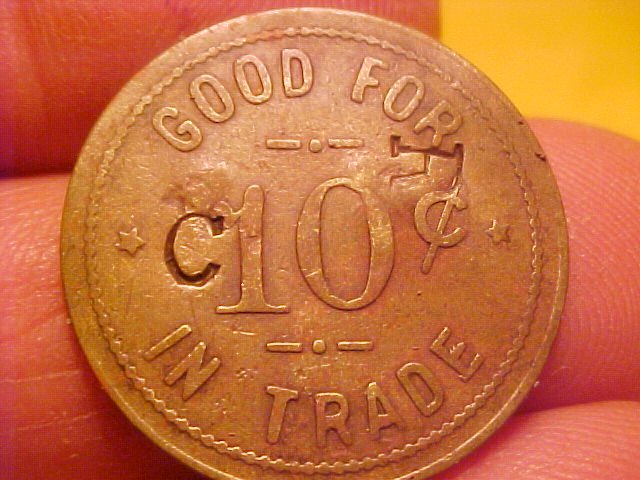 GOOD FOR
H
C 10 ¢
IN TRADE